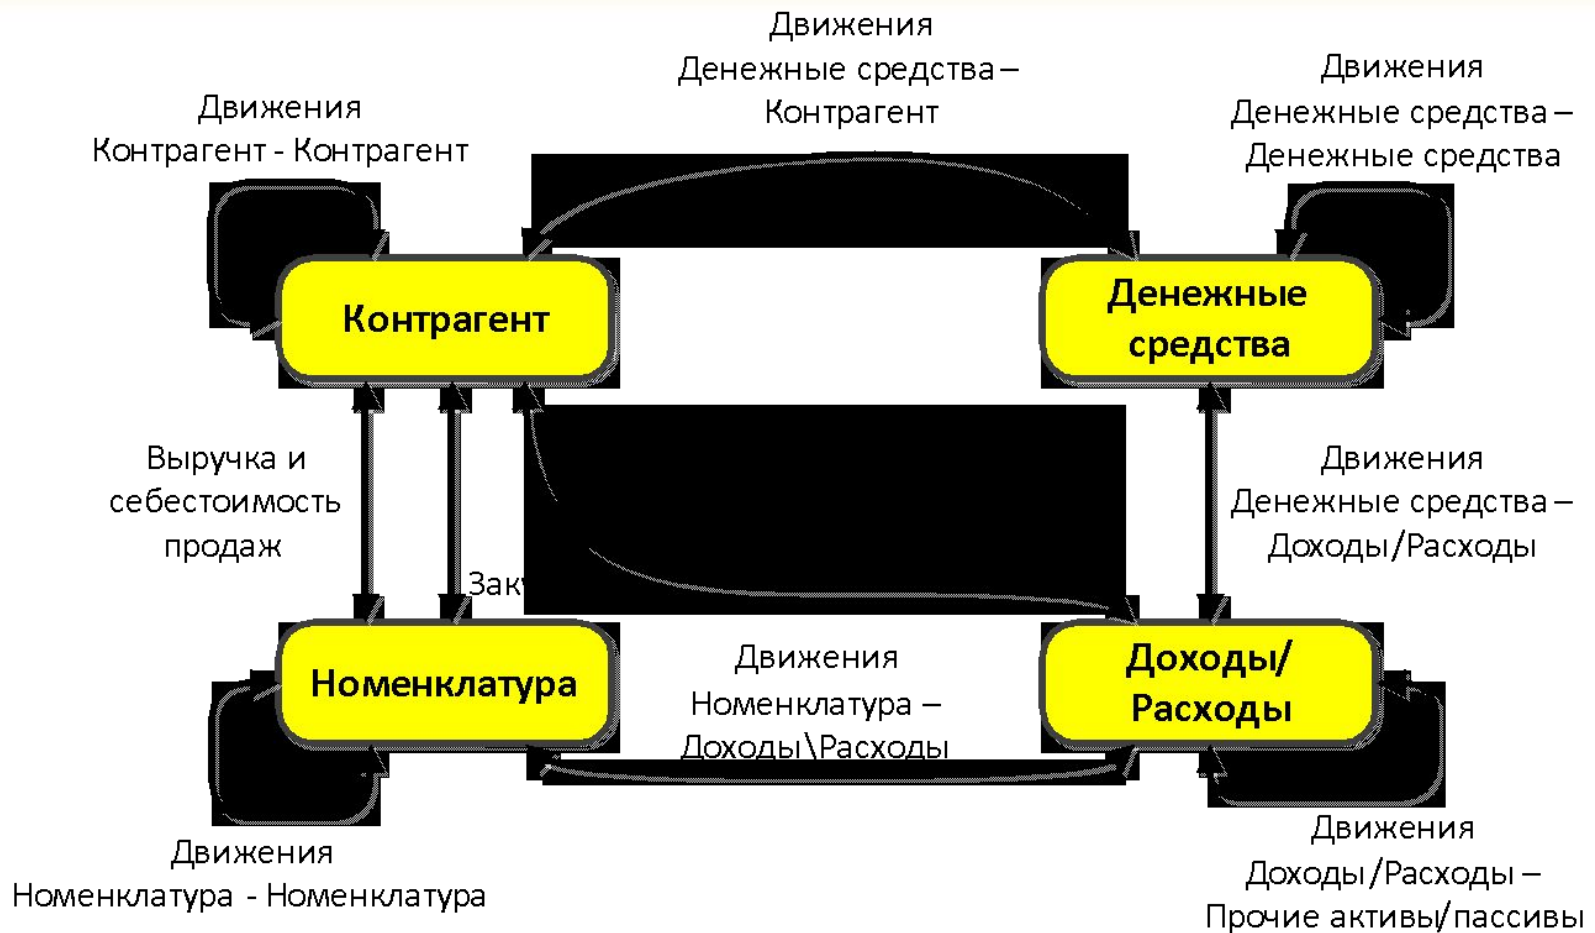 Движения
Денежные средства –
Контрагент
Движения
Денежные средства –
Денежные средства
Движения
Контрагент - Контрагент
Контрагент
Денежные
средства
Выручка и
себестоимость
продаж
Движения
Денежные средства –
Доходы/Расходы
Номенклатура
Движения
Номенклатура –
Доходы\Расходы
Доходы/
Расходы
Движения
Номенклатура - Номенклатура
Движения
Доходы/Расходы –
Прочие активы/пассивы